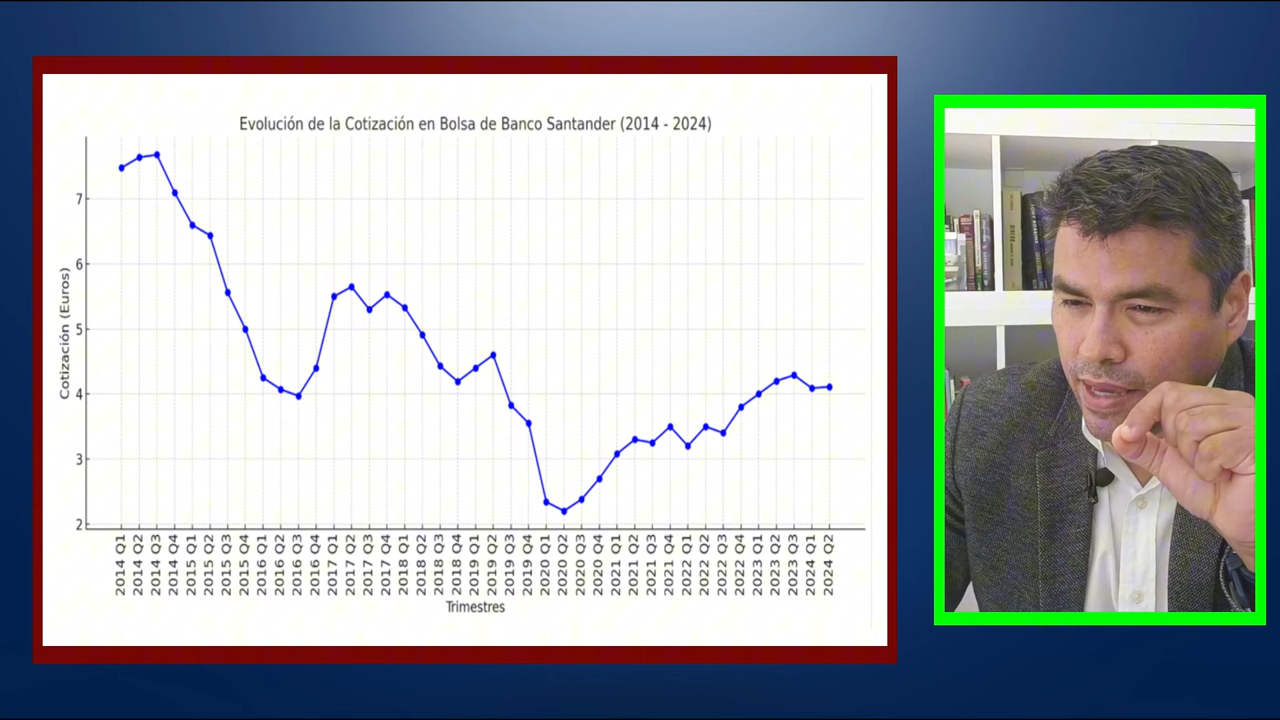 Evolución de la Cotización en Bolsa de Banco Santander (2014 - 2024)
Cotización (Euros)
7
6
5
4
3
2
2014 Q1
2014 Q2
2014 Q3
2014 Q4
2015 Q1
2015 Q2
2015 Q3
2015 Q4
2016 Q1
2016 Q2
2016 Q3
2016 Q4
2017 Q1
2017 Q2
2017 Q3
2017 Q4
2018 Q1
2018 Q2
2018 Q3
2018 Q4
2019 Q1
2019 Q2
2019 Q3
2019 Q4
2020 Q1
2020 Q2
2020 Q3
2020 Q4
2021 Q1
2021 Q2
2021 Q3
2021 Q4
2022 Q1
2022 Q2
2022 Q3
2022 Q4
2023 Q1
2023 Q2
2023 Q3
2024 Q1
2024 Q2
Trimestres